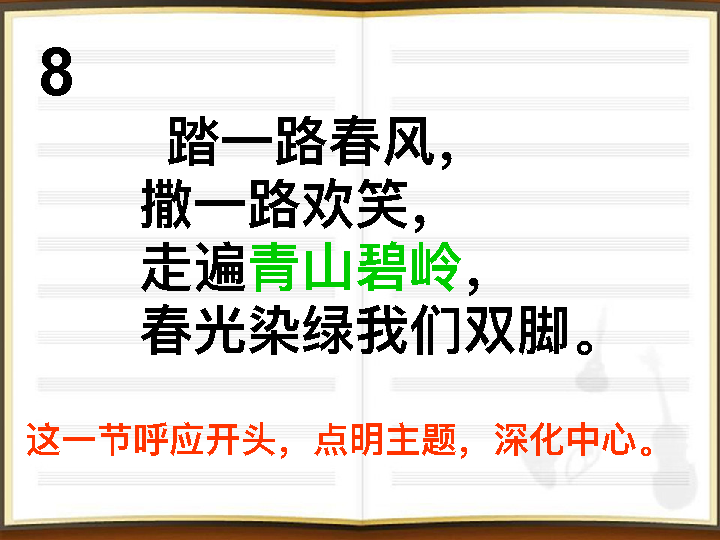 8
踏一路春风，
撒一路欢笑，
走遍青山碧岭，
春光染绿我们双脚。
这一节呼应开头，点明主题，深化中心。